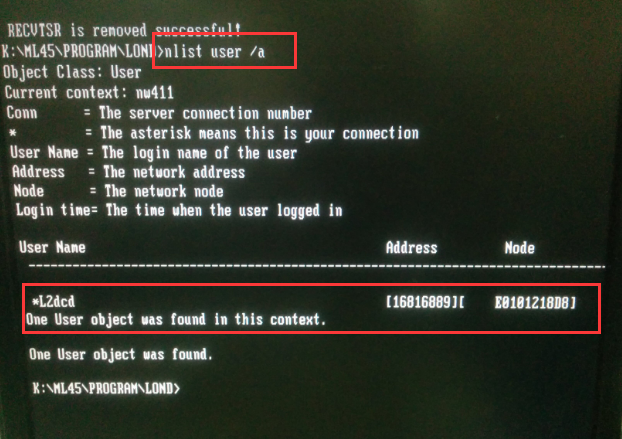 RECVTSR is removed successful!
K:\ML45\PROGRAM\LOND>nlist user /a
Object Class: User
Current context: nw411
Conn = The server connection number
* = The asterisk means this is your connection
User Name = The login name of the user
Address = The network address
Node = The network node
Login time= The time when the user logged in
User Name Address Node
--------------------------------------------------------------------------------
*L2dcd [16816889][ E0101218D8]
One User object was found in this context.
One User object was found.
K:\ML45\PROGRAM\LOND>